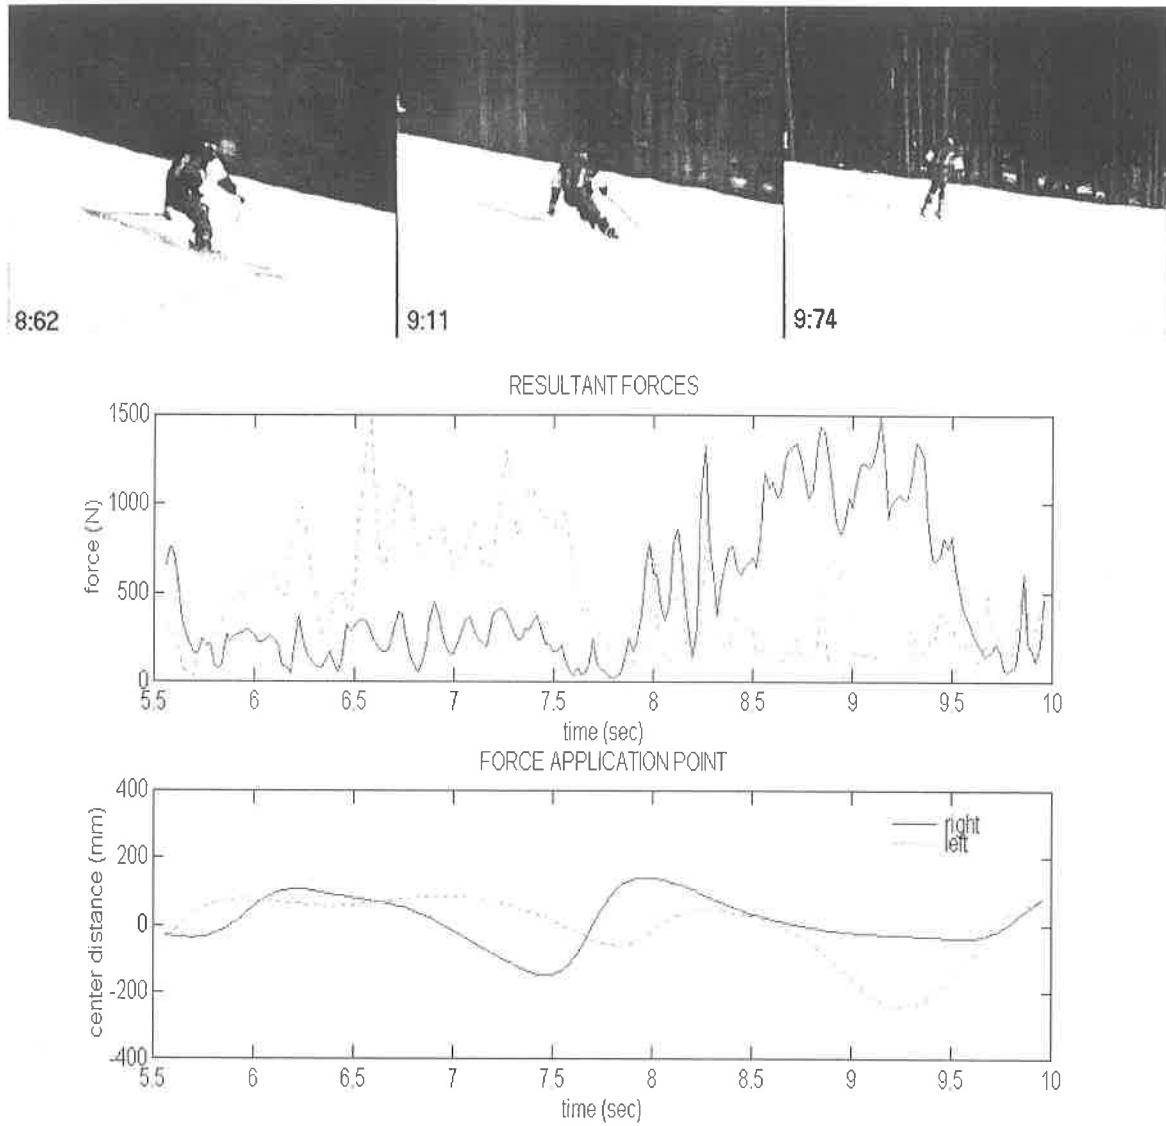 8:62
9:11
9:74
RESULTANT FORCES
1500
1000
500
0
force (N)
5.5 6 6.5 7 7.5 8 8.5 9 9.5 10
time (sec)
FORCE APPLICATION POINT
400
200
0
-200
-400
center distance (mm)
right
left
5.5 6 6.5 7 7.5 8 8.5 9 9.5 10
time (sec)